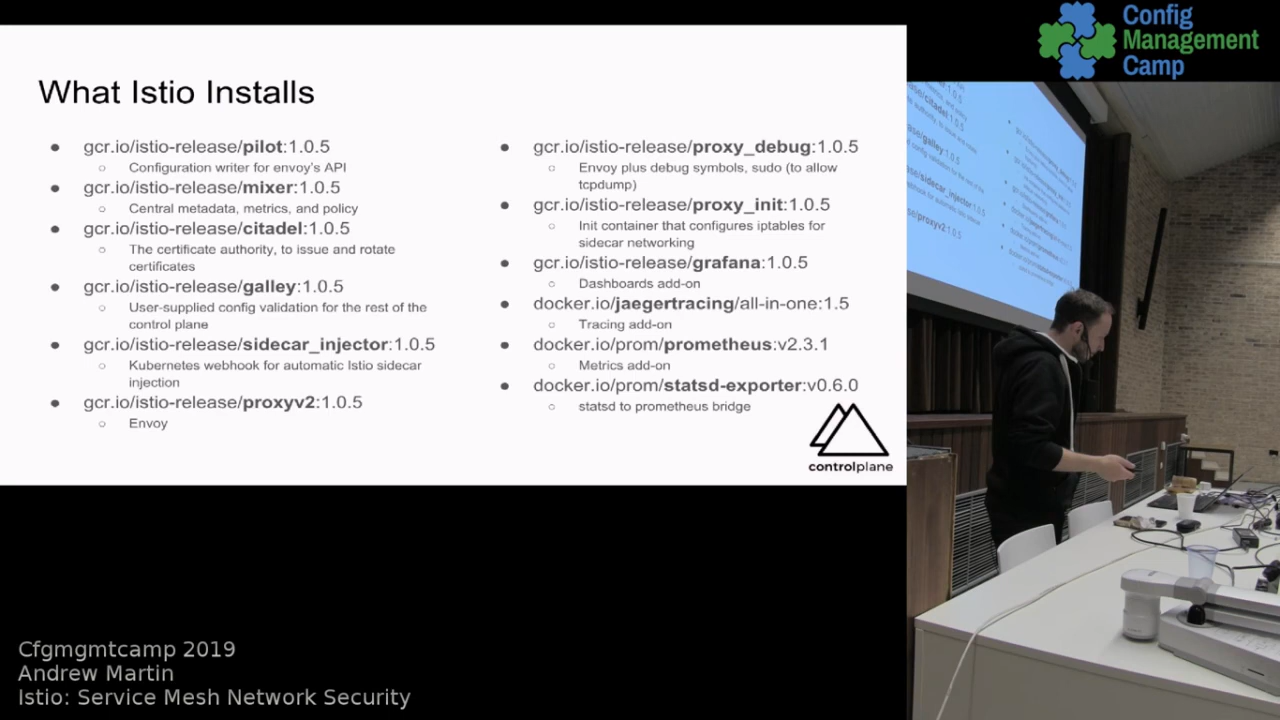 What Istio Installs
gcr.io/istio-release/pilot:1.0.5
Configuration writer for envoy's API
gcr.io/istio-release/mixer:1.0.5
Central metadata, metrics, and policy
gcr.io/istio-release/citadel:1.0.5
The certificate authority, to issue and rotate
certificates
gcr.io/istio-release/galley:1.0.5
User-supplied config validation for the rest of the
control plane
gcr.io/istio-release/sidecar_injector:1.0.5
Kubernetes webhook for automatic Istio sidecar
injection
gcr.io/istio-release/proxyv2:1.0.5
Envoy
gcr.io/istio-release/proxy_debug:1.0.5
Envoy plus debug symbols, sudo (to allow
tcpdump)
gcr.io/istio-release/proxy_init:1.0.5
Init container that configures iptables for
sidecar networking
gcr.io/istio-release/grafana:1.0.5
Dashboards add-on
docker.io/jaegertracing/all-in-one:1.5
Tracing add-on
docker.io/prom/prometheus:v2.3.1
Metrics add-on
docker.io/prom/statsd-exporter:v0.6.0
statsd to prometheus bridge
controlplane
Config
Management
Camp
Cfgmgmtcamp 2019
Andrew Martin
Istio: Service Mesh Network Security